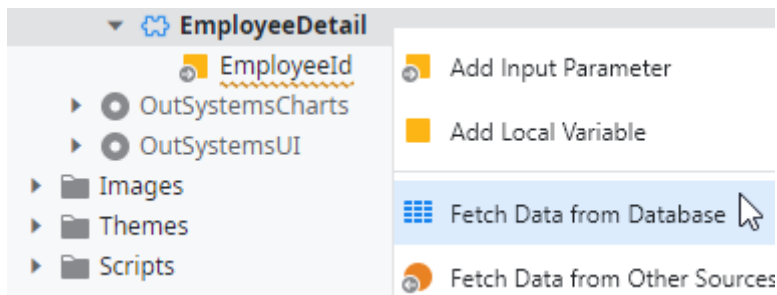 EmployeeDetail
EmployeeId
OutSystemsCharts
OutSystemsUI
Images
Themes
Scripts
Add Input Parameter
Add Local Variable
Fetch Data from Database
Fetch Data from Other Sources